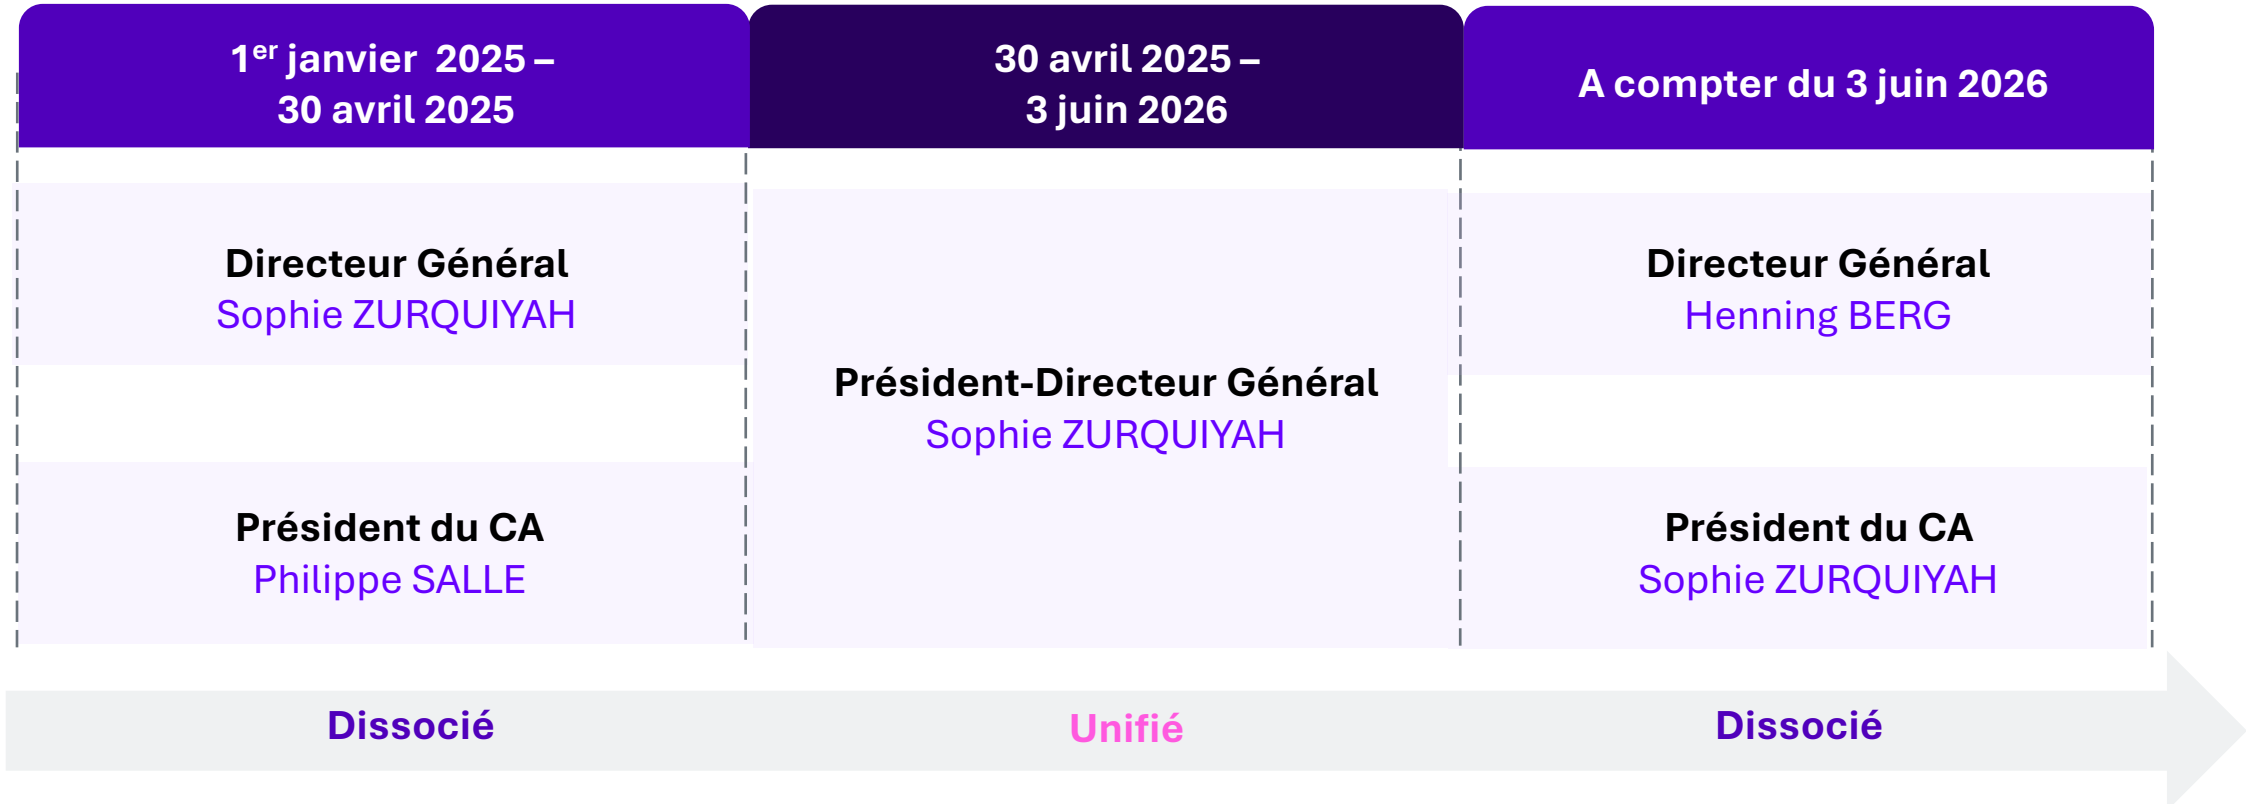 1er janvier 2025 –
30 avril 2025
30 avril 2025 –
3 juin 2026
A compter du 3 juin 2026
Directeur Général
Sophie ZURQUIYAH
Président du CA
Philippe SALLE
Président-Directeur Général
Sophie ZURQUIYAH
Directeur Général
Henning BERG
Président du CA
Sophie ZURQUIYAH
Dissocié
Unifié
Dissocié